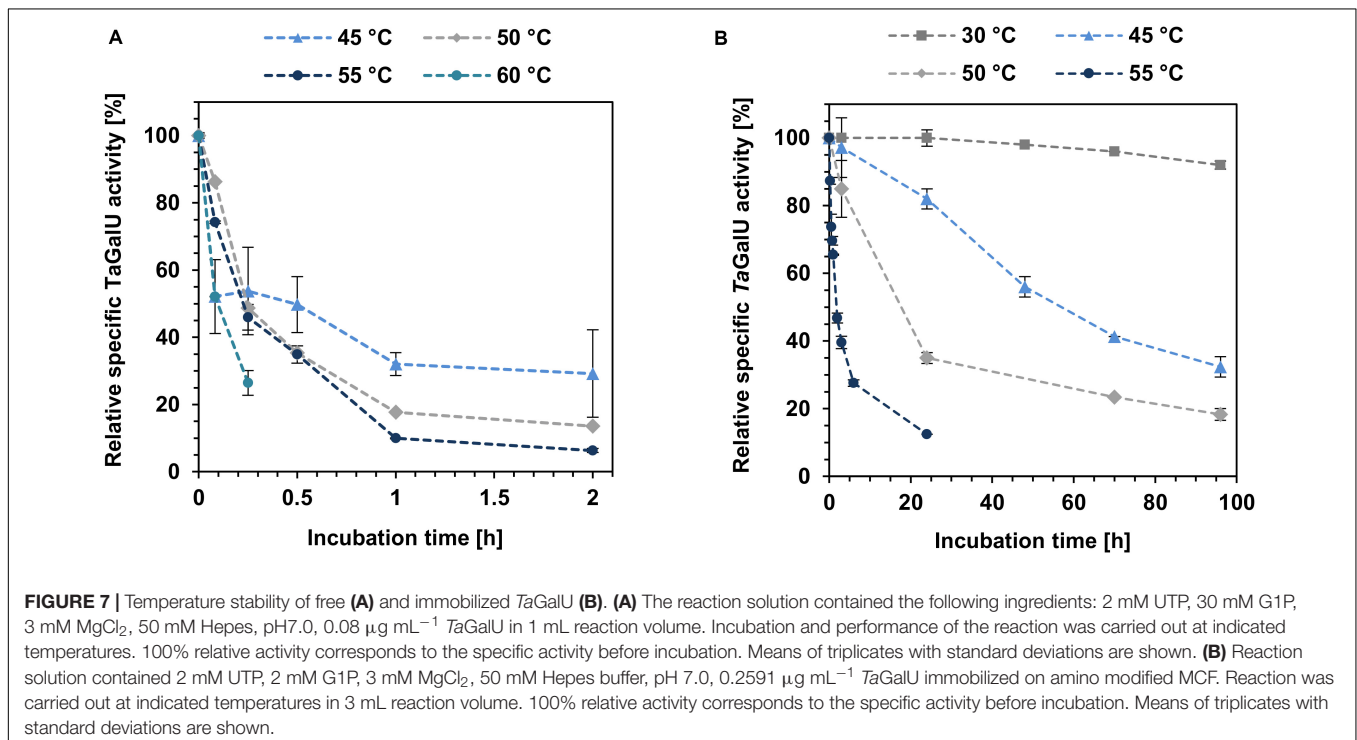 A
45 °C
50 °C
55 °C
60 °C
Relative specific TaGalU activity [%]
100
80
60
40
20
0
0
0.5
1
1.5
2
Incubation time [h]
B
30 °C
45 °C
50 °C
55 °C
Relative specific TaGalU activity [%]
100
80
60
40
20
0
0
20
40
60
80
100
Incubation time [h]
FIGURE 7 | Temperature stability of free (A) and immobilized TaGalU (B). (A) The reaction solution contained the following ingredients: 2 mM UTP, 30 mM G1P,
3 mM MgCl₂, 50 mM Hepes, pH7.0, 0.08 μg mL⁻¹ TaGalU in 1 mL reaction volume. Incubation and performance of the reaction was carried out at indicated
temperatures. 100% relative activity corresponds to the specific activity before incubation. Means of triplicates with standard deviations are shown. (B) Reaction
solution contained 2 mM UTP, 2 mM G1P, 3 mM MgCl₂, 50 mM Hepes buffer, pH 7.0, 0.2591 μg mL⁻¹ TaGalU immobilized on amino modified MCF. Reaction was
carried out at indicated temperatures in 3 mL reaction volume. 100% relative activity corresponds to the specific activity before incubation. Means of triplicates with
standard deviations are shown.